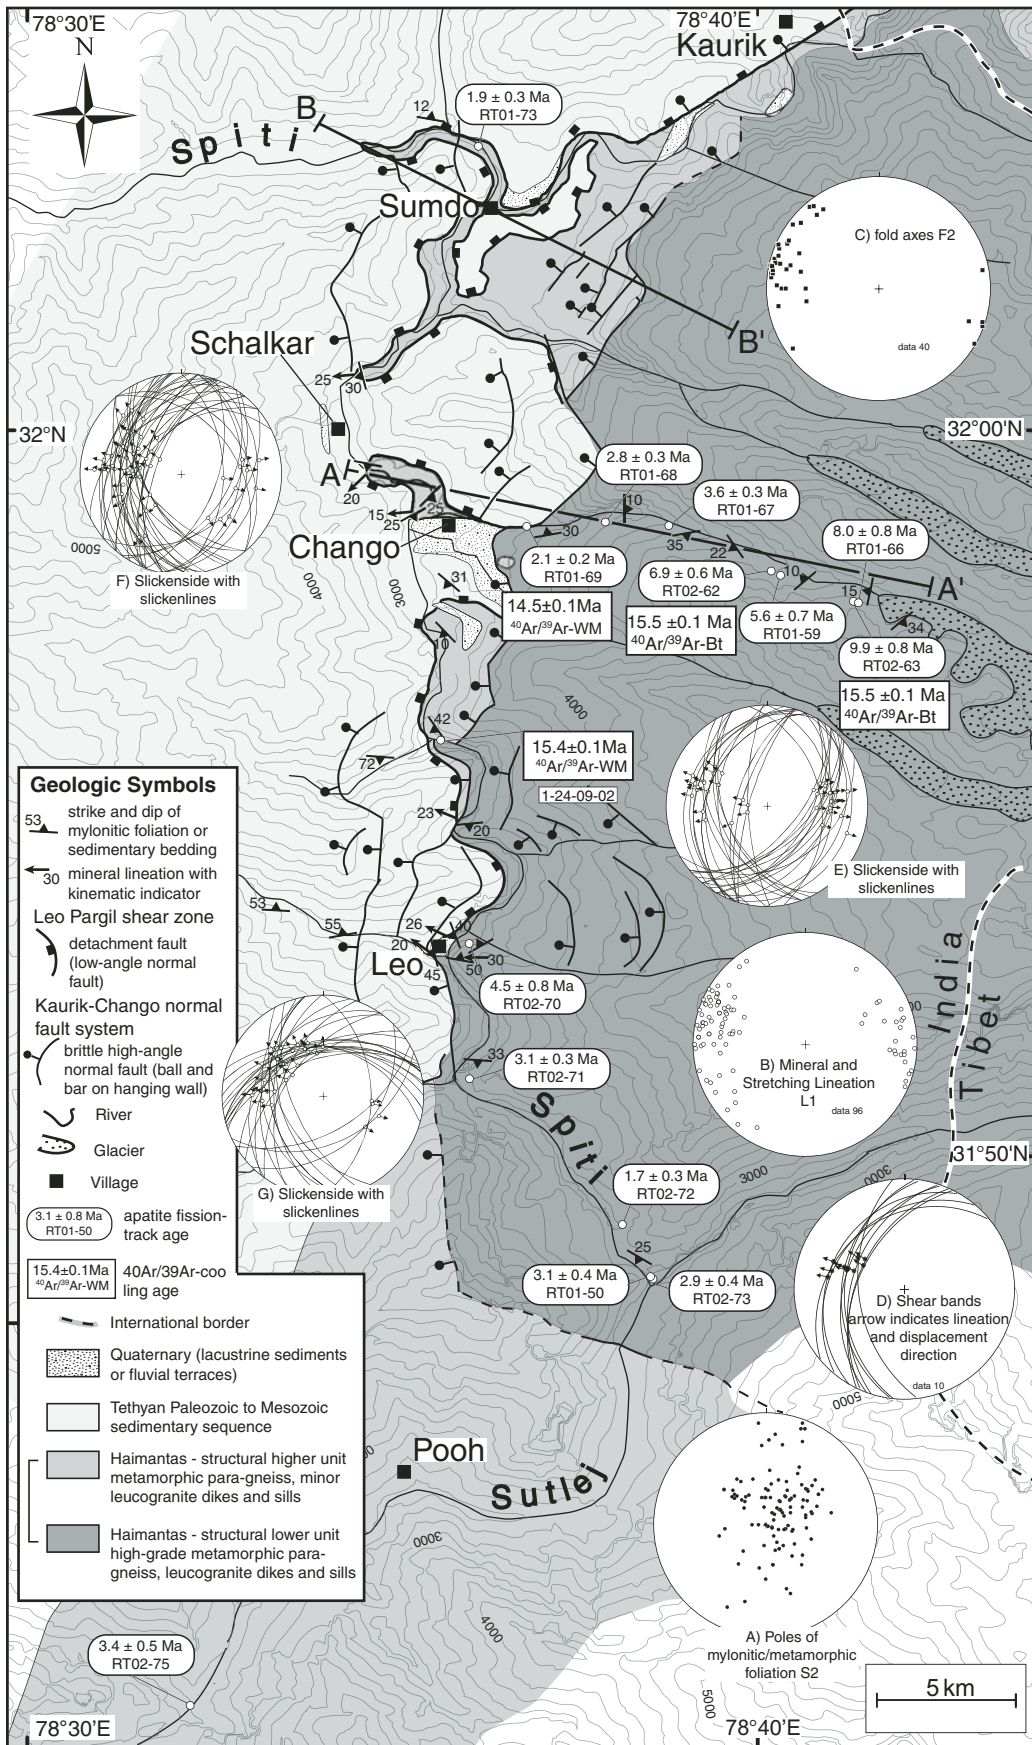 78°30'E
N
78°40'E
Kaurik
B
12
1.9 ± 0.3 Ma
RT01-73
Spiti
Sumdo
C) fold axes F2
data 40
B'
Schalkar
25
30
32°N
32°00'N
2.8 ± 0.3 Ma
RT01-68
A
20
15
25
25
10
3.6 ± 0.3 Ma
RT01-67
8.0 ± 0.8 Ma
RT01-66
Chango
30
35
22
5000
F) Slickenside with
slickenlines
4000
3000
31
2.1 ± 0.2 Ma
RT01-69
6.9 ± 0.6 Ma
RT02-62
10
15
A'
14.5±0.1Ma
40Ar/39Ar-WM
15.5 ±0.1 Ma
40Ar/39Ar-Bt
5.6 ± 0.7 Ma
RT01-59
34
10
9.9 ± 0.8 Ma
RT02-63
15.5 ±0.1 Ma
40Ar/39Ar-Bt
4000
42
15.4±0.1Ma
40Ar/39Ar-WM
1-24-09-02
72
23
20
E) Slickenside with
slickenlines
Geologic Symbols
53
strike and dip of
mylonitic foliation or
sedimentary bedding
30
mineral lineation with
kinematic indicator
Leo Pargil shear zone
detachment fault
(low-angle normal
fault)
Kaurik-Chango normal
fault system
brittle high-angle
normal fault (ball and
bar on hanging wall)
River
Glacier
Village
3.1 ± 0.8 Ma
RT01-50
apatite fission-
track age
15.4±0.1Ma
40Ar/39Ar-WM
40Ar/39Ar-coo
ling age
International border
Quaternary (lacustrine sediments
or fluvial terraces)
Tethyan Paleozoic to Mesozoic
sedimentary sequence
Haimantas - structural higher unit
metamorphic para-gneiss, minor
leucogranite dikes and sills
Haimantas - structural lower unit
high-grade metamorphic para-
gneiss, leucogranite dikes and sills
53
55
26
40
20
Leo
45
50
30
4.5 ± 0.8 Ma
RT02-70
India
Tibet
B) Mineral and
Stretching Lineation
L1
data 96
33
3.1 ± 0.3 Ma
RT02-71
Spiti
31°50'N
G) Slickenside with
slickenlines
1.7 ± 0.3 Ma
RT02-72
3000
3000
25
3.1 ± 0.4 Ma
RT01-50
2.9 ± 0.4 Ma
RT02-73
D) Shear bands
arrow indicates lineation
and displacement
direction
data 10
5000
Pooh
Sutlej
3000
4000
A) Poles of
mylonitic/metamorphic
foliation S2
3.4 ± 0.5 Ma
RT02-75
5000
5 km
78°30'E
78°40'E